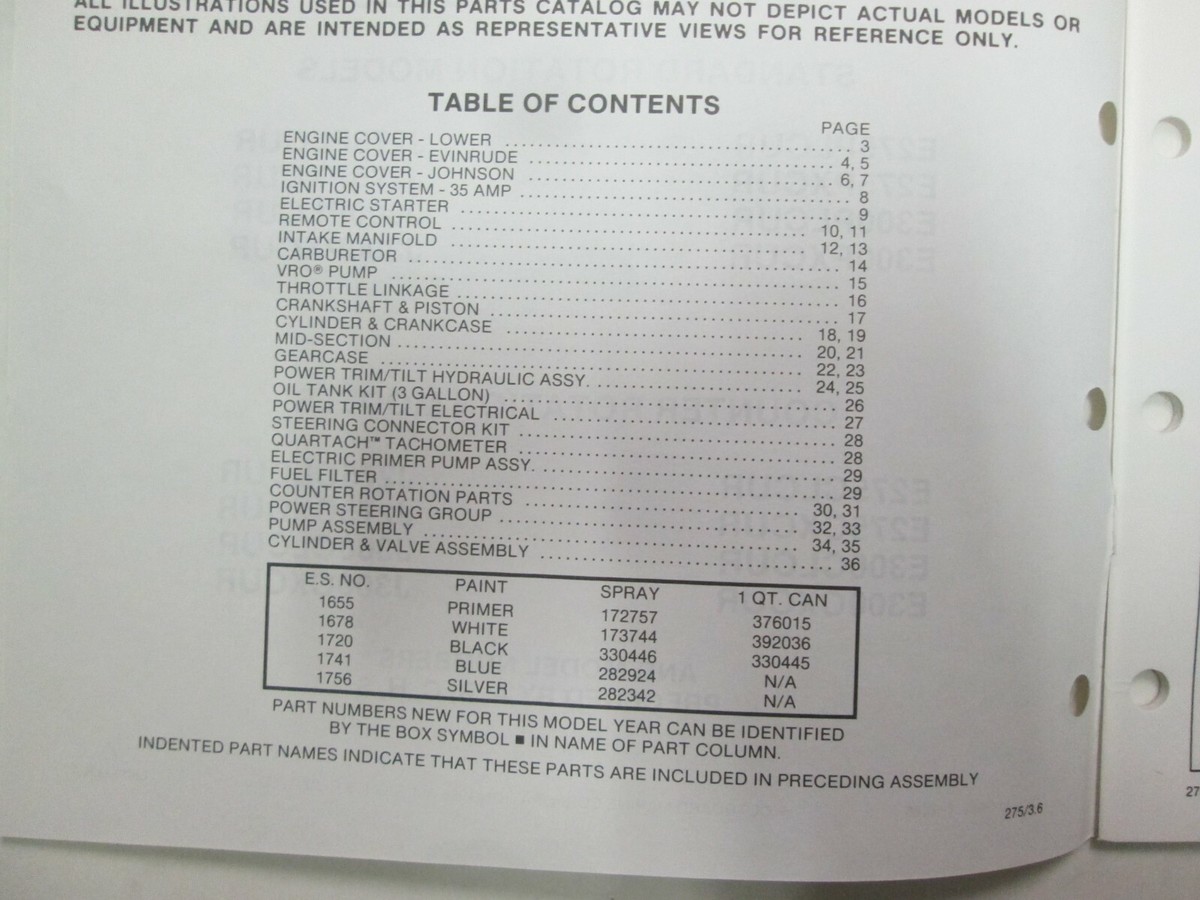 ALL ILLUSTRATIONS USED IN THIS PARTS CATALOG MAY NOT DEPICT ACTUAL MODELS OR
EQUIPMENT AND ARE INTENDED AS REPRESENTATIVE VIEWS FOR REFERENCE ONLY.
TABLE OF CONTENTS
PAGE
ENGINE COVER - LOWER 3
ENGINE COVER - EVINRUDE 4, 5
ENGINE COVER - JOHNSON 6, 7
IGNITION SYSTEM - 35 AMP 8
ELECTRIC STARTER 9
REMOTE CONTROL 10, 11
INTAKE MANIFOLD 12, 13
CARBURETOR 14
VRO® PUMP 15
THROTTLE LINKAGE 16
CRANKSHAFT & PISTON 17
CYLINDER & CRANKCASE 18, 19
MID-SECTION 20, 21
GEARCASE 22, 23
POWER TRIM/TILT HYDRAULIC ASSY. 24, 25
OIL TANK KIT (3 GALLON) 26
POWER TRIM/TILT ELECTRICAL 27
STEERING CONNECTOR KIT 28
QUARTACH™ TACHOMETER 28
ELECTRIC PRIMER PUMP ASSY. 29
FUEL FILTER 29
COUNTER ROTATION PARTS 30, 31
POWER STEERING GROUP 32, 33
PUMP ASSEMBLY 34, 35
CYLINDER & VALVE ASSEMBLY 36
E.S. NO. PAINT SPRAY 1 QT. CAN
1655 PRIMER 172757 376015
1678 WHITE 173744 392036
1720 BLACK 330446 330445
1741 BLUE 282924 N/A
1756 SILVER 282342 N/A
PART NUMBERS NEW FOR THIS MODEL YEAR CAN BE IDENTIFIED
BY THE BOX SYMBOL ■ IN NAME OF PART COLUMN.
INDENTED PART NAMES INDICATE THAT THESE PARTS ARE INCLUDED IN PRECEDING ASSEMBLY
275/3.6
27